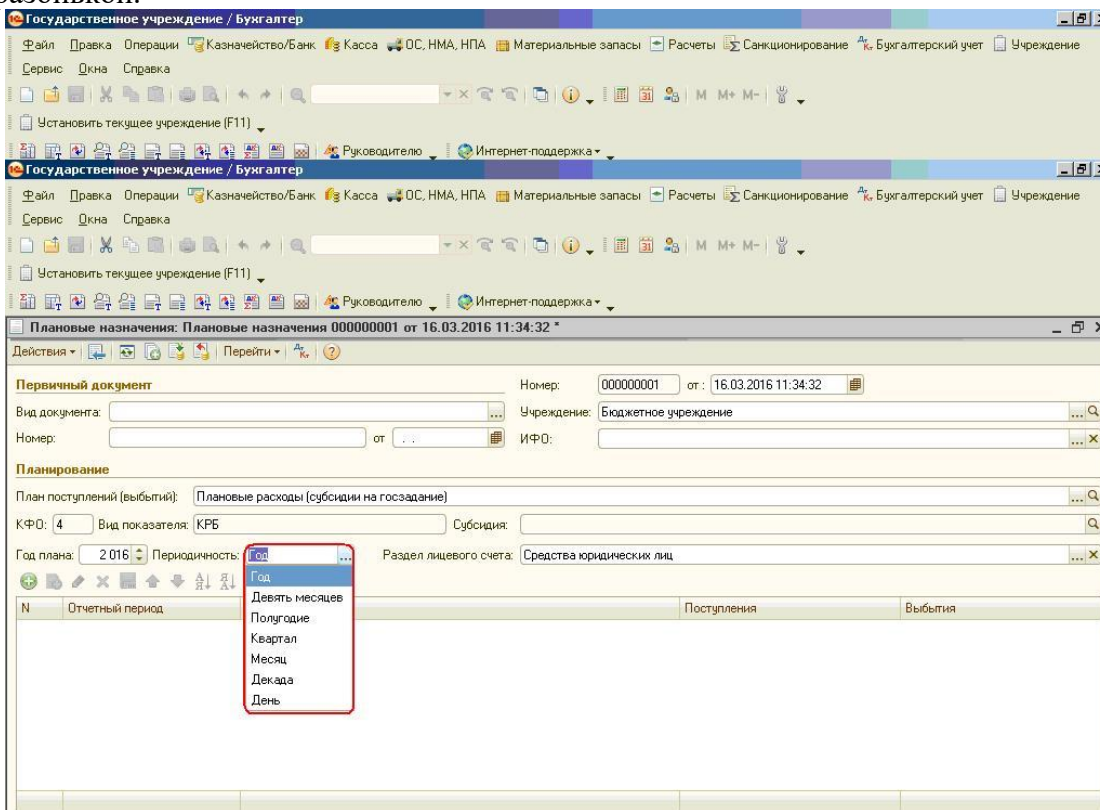 Государственное учреждение / Бухгалтер
Файл Правка Операции Казначейство/Банк Касса ОС, НМА, НПА Материальные запасы Расчеты Санкционирование Бухгалтерский учет Учреждение
Сервис Окна Справка
M M+ M-
Установить текущее учреждение (F11)
Руководителю Интернет-поддержка
Государственное учреждение / Бухгалтер
Файл Правка Операции Казначейство/Банк Касса ОС, НМА, НПА Материальные запасы Расчеты Санкционирование Бухгалтерский учет Учреждение
Сервис Окна Справка
M M+ M-
Установить текущее учреждение (F11)
Руководителю Интернет-поддержка
Плановые назначения: Плановые назначения 000000001 от 16.03.2016 11:34:32 *
Действия Перейти
Первичный документ Номер: 000000001 от : 16.03.2016 11:34:32
Вид документа: ... Учреждение: Бюджетное учреждение ...
Номер: от . . ИФО: ...
Планирование
План поступлений (выбытий): Плановые расходы (субсидии на госзадание) ...
КФО: 4 Вид показателя: КРБ Субсидия:
Год плана: 2 016 Периодичность: Год ... Раздел лицевого счета: Средства юридических лиц ...
Год
Девять месяцев
N Отчетный период Поступления Выбытия
Полугодие
Квартал
Месяц
Декада
День